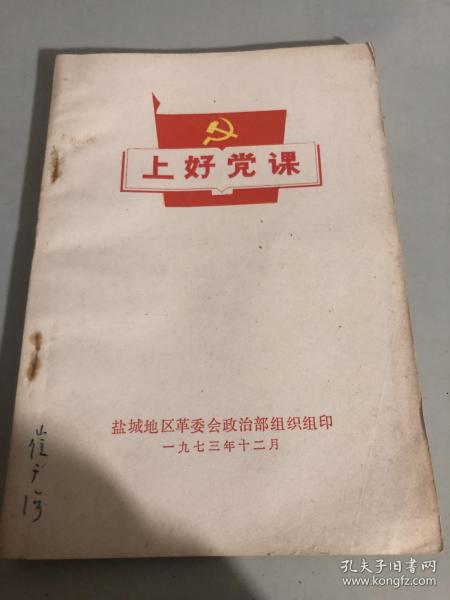 上好党课
盐城地区革委会政治部组织组印
一九七三年十二月
孔夫子旧书网
www.kongfz.com